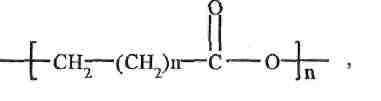 O
[CH2—(CH2)n—C—O]n ,